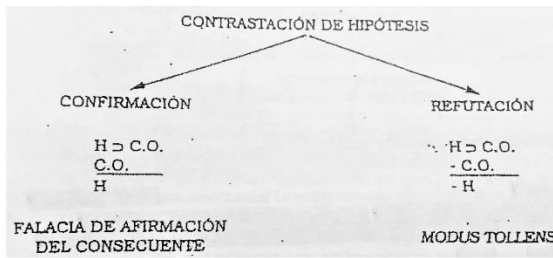 CONTRASTACIÓN DE HIPÓTESIS
CONFIRMACIÓN
H ⊃ C.O.
C.O.
H
FALACIA DE AFIRMACIÓN
DEL CONSECUENTE
REFUTACIÓN
H ⊃ C.O.
- C.O.
- H
MODUS TOLLENS